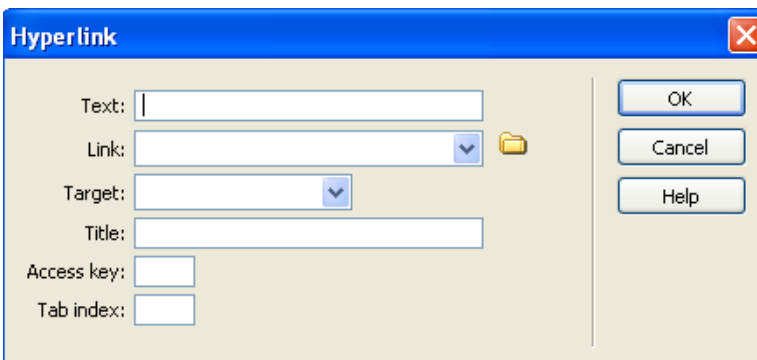 Hyperlink
Text:
OK
Link:
Cancel
Target:
Help
Title:
Access key:
Tab index: